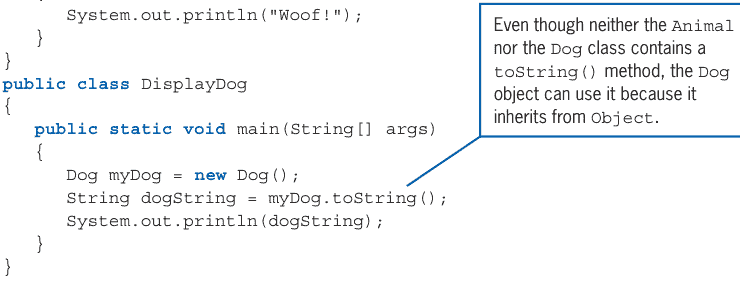 System.out.println("Woof!");
}
}
public class DisplayDog
{
public static void main(String[] args)
{
Dog myDog = new Dog();
String dogString = myDog.toString();
System.out.println(dogString);
}
}
Even though neither the Animal
nor the Dog class contains a
toString() method, the Dog
object can use it because it
inherits from Object.